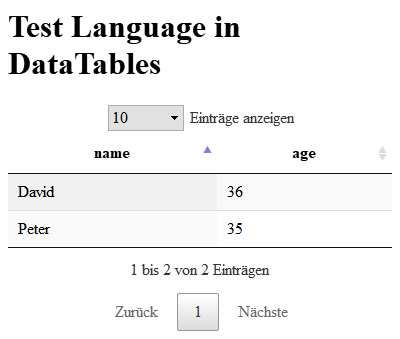 Test Language in
DataTables
10 Einträge anzeigen
name age
David 36
Peter 35
1 bis 2 von 2 Einträgen
Zurück 1 Nächste